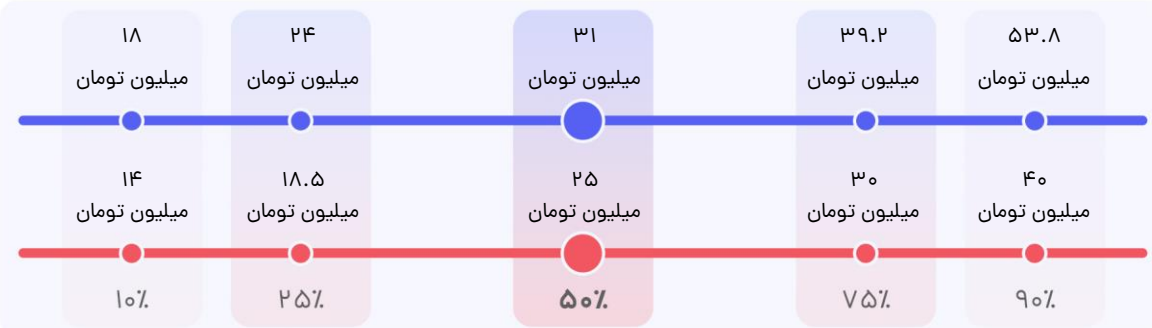 ۱۸ ۲۴ ۳۱ ۳۹.۲ ۵۳.۸
میلیون تومان میلیون تومان میلیون تومان میلیون تومان میلیون تومان
۱۴ ۱۸.۵ ۲۵ ۳۰ ۴۰
میلیون تومان میلیون تومان میلیون تومان میلیون تومان میلیون تومان
۱۰٪ ۲۵٪ ۵۰٪ ۷۵٪ ۹۰٪